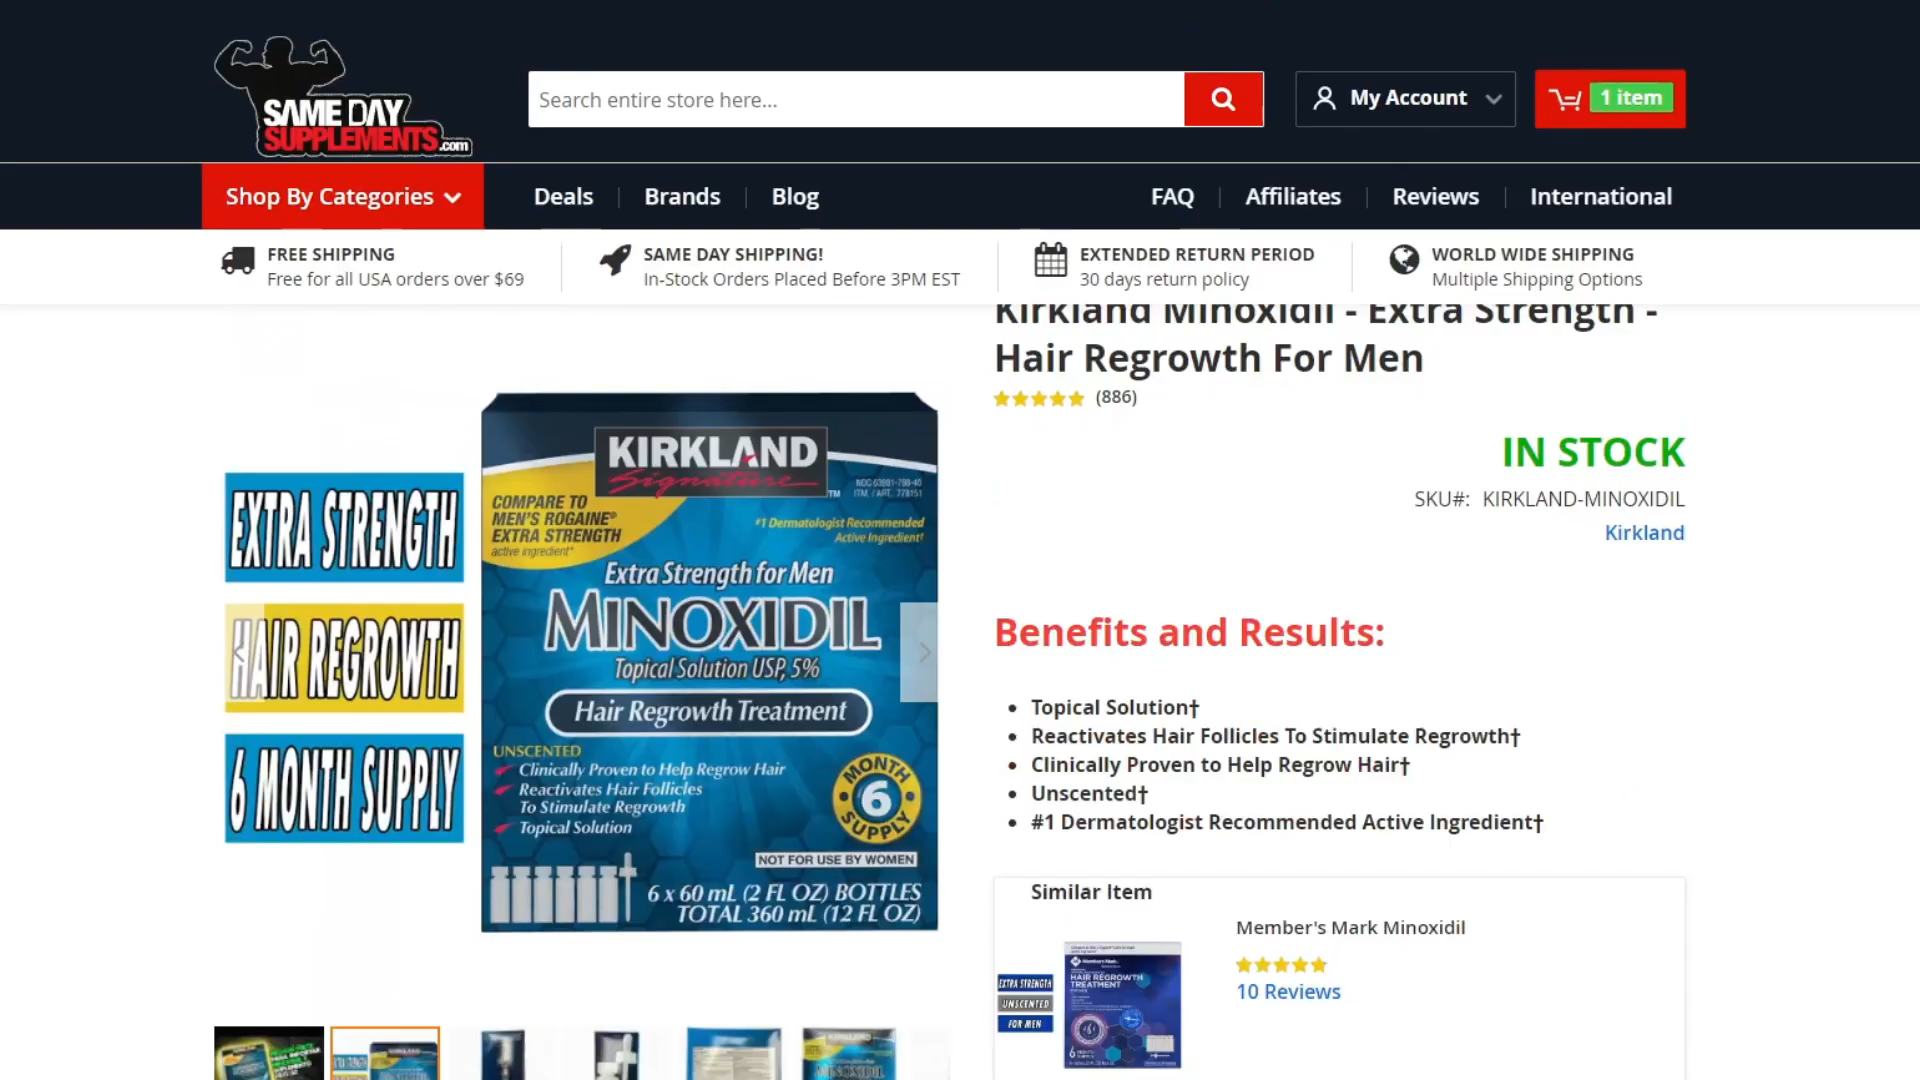 SAME DAY
SUPPLEMENTS.com
Search entire store here...
My Account
1 item
Shop By Categories
Deals
Brands
Blog
FAQ
Affiliates
Reviews
International
FREE SHIPPING
Free for all USA orders over $69
SAME DAY SHIPPING!
In-Stock Orders Placed Before 3PM EST
EXTENDED RETURN PERIOD
30 days return policy
WORLD WIDE SHIPPING
Multiple Shipping Options
Kirkland Minoxidil - Extra Strength -
Hair Regrowth For Men
(886)
IN STOCK
SKU#: KIRKLAND-MINOXIDIL
Kirkland
EXTRA STRENGTH
HAIR REGROWTH
6 MONTH SUPPLY
KIRKLAND
Signature
TM
NDC 63981-798-40
ITM. / ART. 778151
COMPARE TO
MEN'S ROGAINE®
EXTRA STRENGTH
active ingredient*
#1 Dermatologist Recommended
Active Ingredient†
Extra Strength for Men
MINOXIDIL
Topical Solution USP, 5%
Hair Regrowth Treatment
UNSCENTED
Clinically Proven to Help Regrow Hair
Reactivates Hair Follicles
To Stimulate Regrowth
Topical Solution
MONTH
6
SUPPLY
NOT FOR USE BY WOMEN
6 x 60 mL (2 FL OZ) BOTTLES
TOTAL 360 mL (12 FL OZ)
Benefits and Results:
Topical Solution†
Reactivates Hair Follicles To Stimulate Regrowth†
Clinically Proven to Help Regrow Hair†
Unscented†
#1 Dermatologist Recommended Active Ingredient†
Similar Item
Member's Mark Minoxidil
10 Reviews
EXTRA STRENGTH
UNSCENTED
FOR MEN
Member's Mark
HAIR REGROWTH
TREATMENT
6
KIRKLAND
KIRKLAND
MINOXIDIL